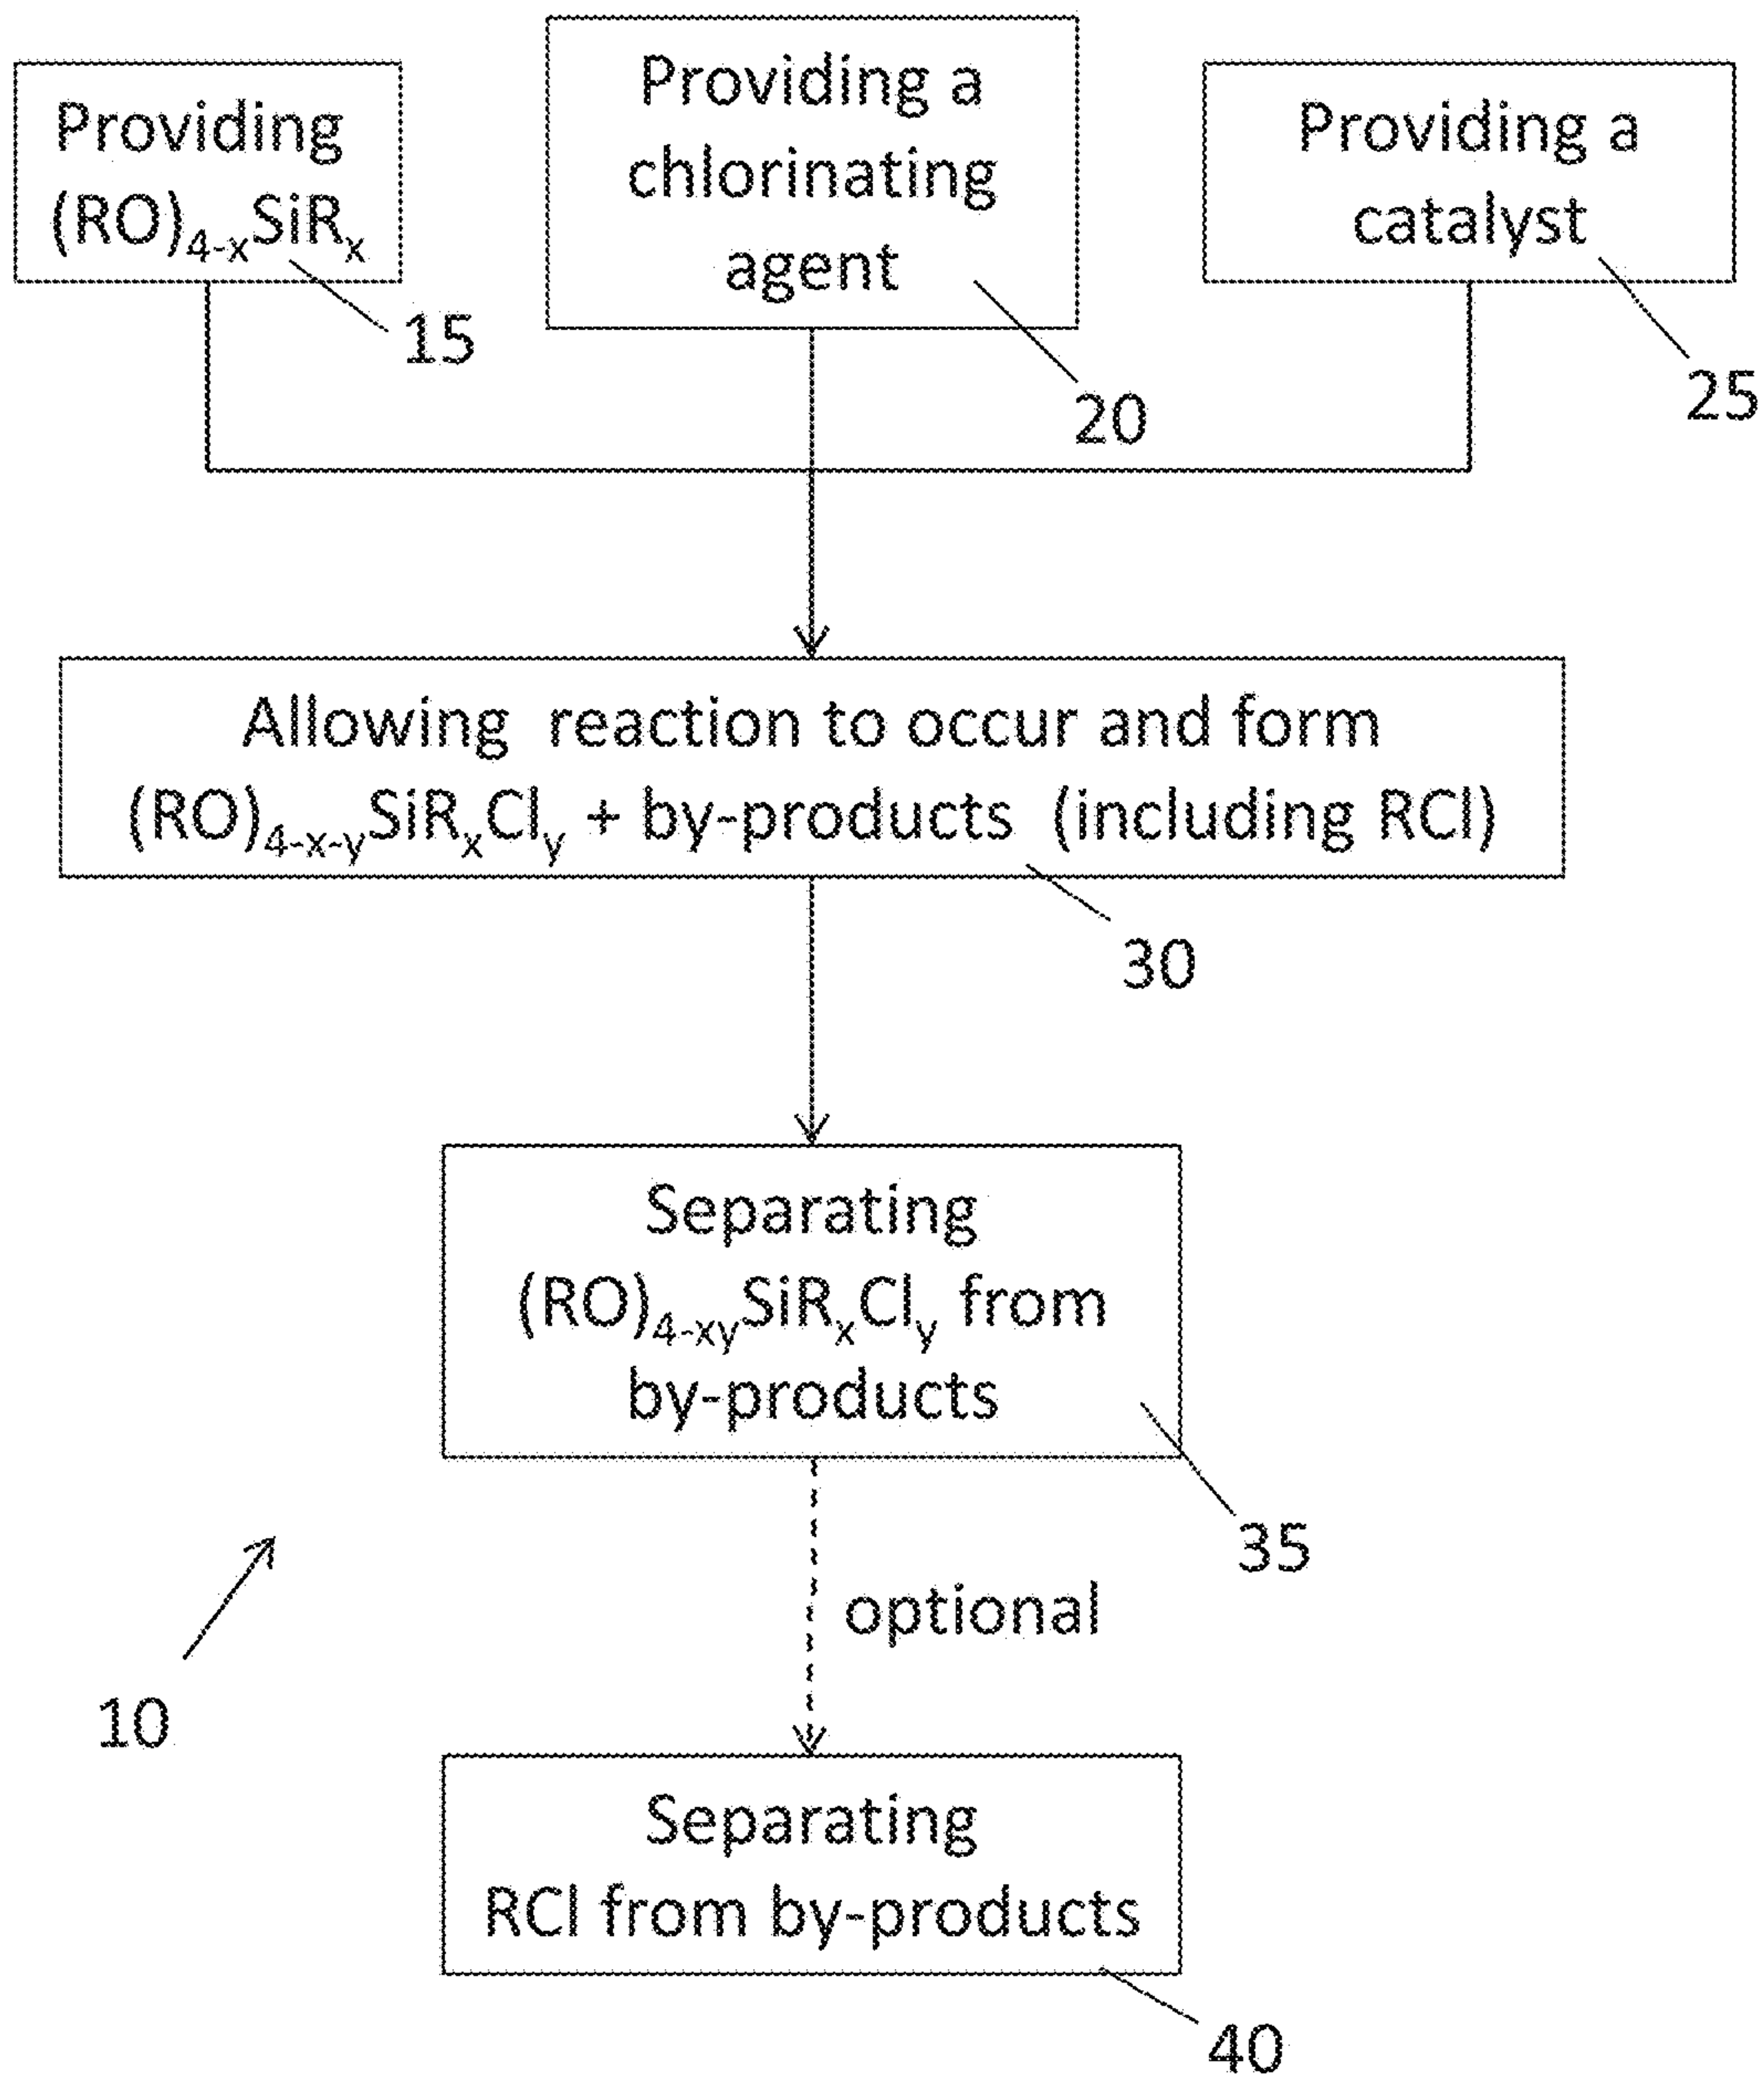 Providing
(RO)₄₋ₓSiRₓ
15
Providing a
chlorinating
agent
20
Providing a
catalyst
25
Allowing reaction to occur and form
(RO)₄₋ₓ₋ᵧSiRₓClᵧ + by-products (including RCl)
30
Separating
(RO)₄₋ₓᵧSiRₓClᵧ from
by-products
35
optional
10
Separating
RCl from by-products
40